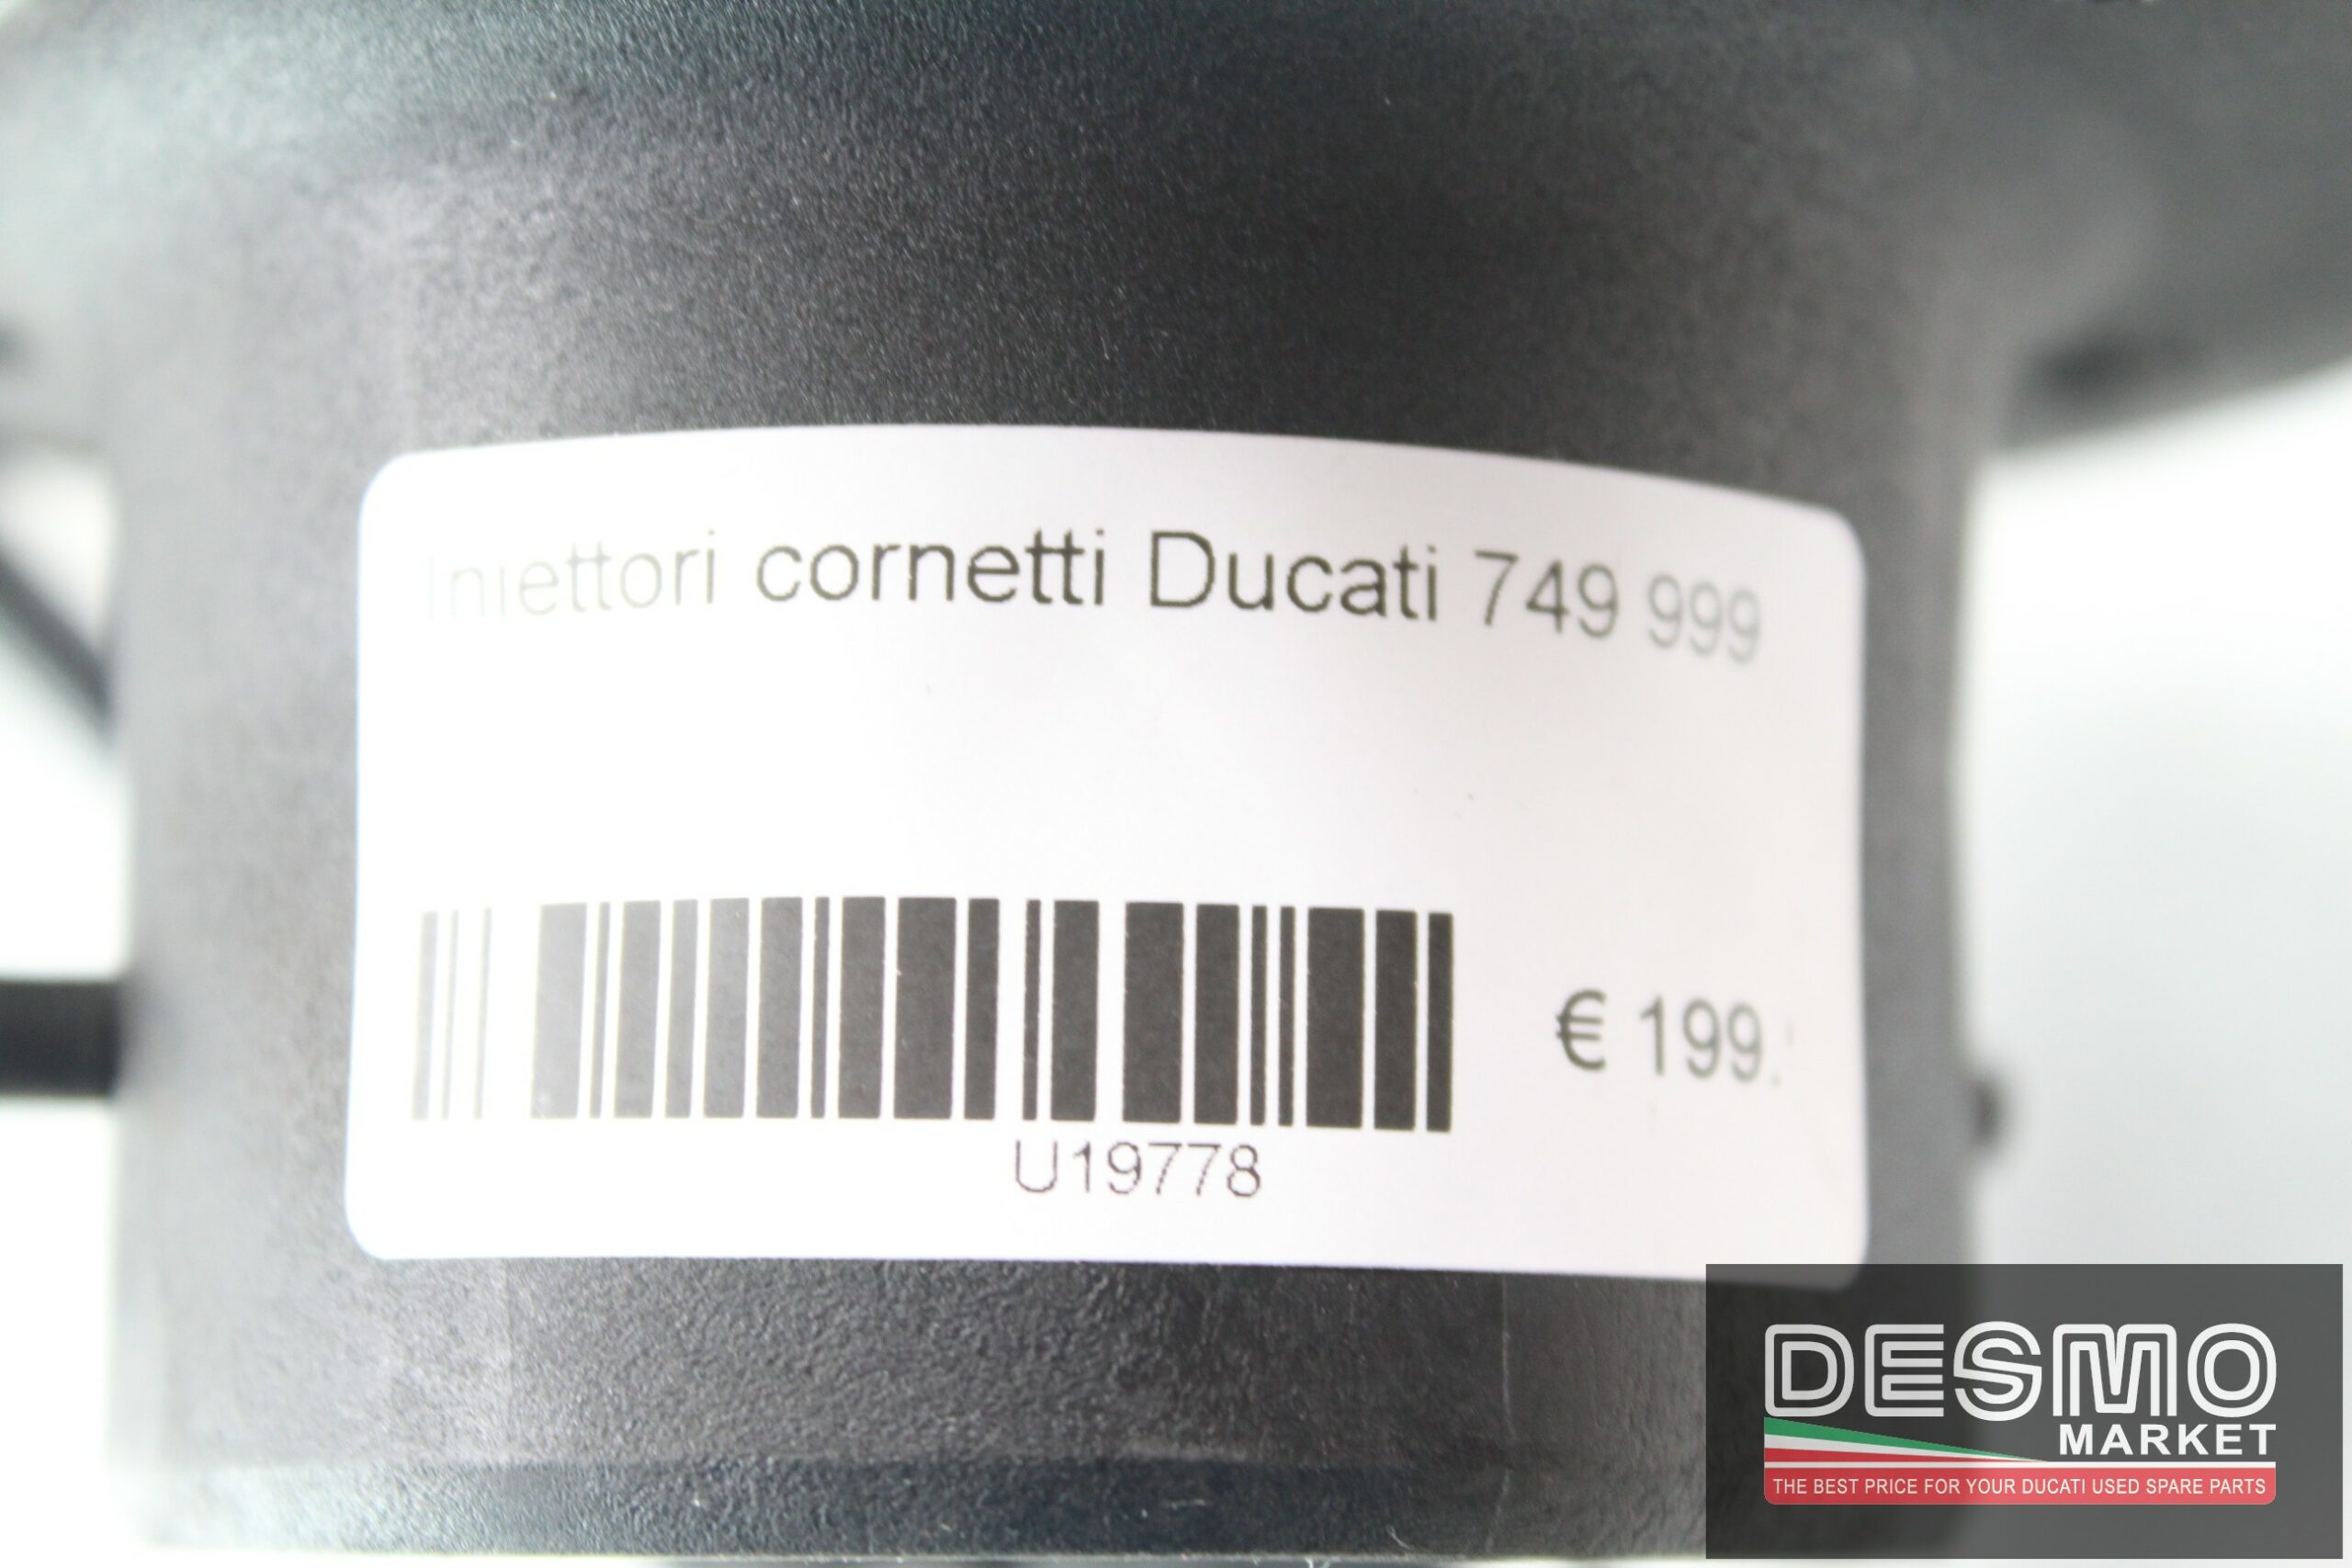 Iniettori cornetti Ducati 749 999
€ 199.
U19778
DESMO
MARKET
THE BEST PRICE FOR YOUR DUCATI USED SPARE PARTS